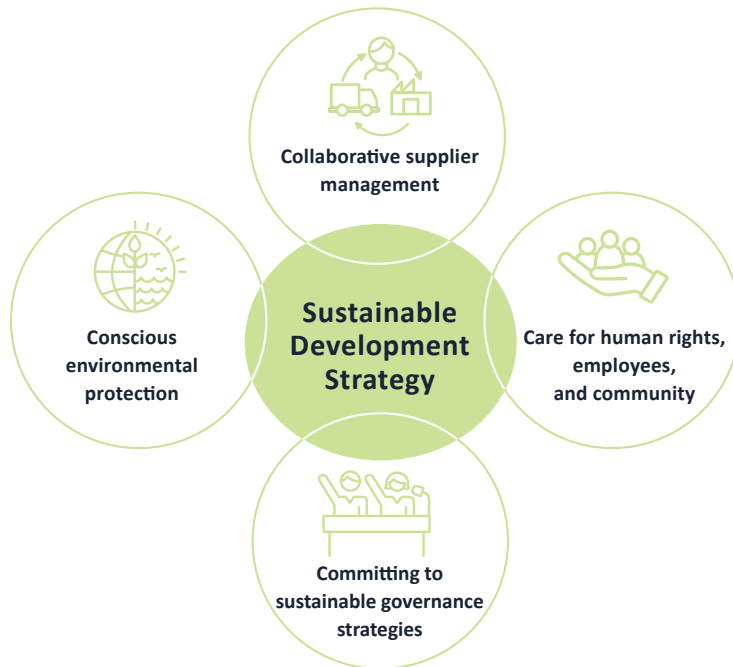 Collaborative supplier
management
Conscious
environmental
protection
Sustainable
Development
Strategy
Care for human rights,
employees,
and community
Committing to
sustainable governance
strategies